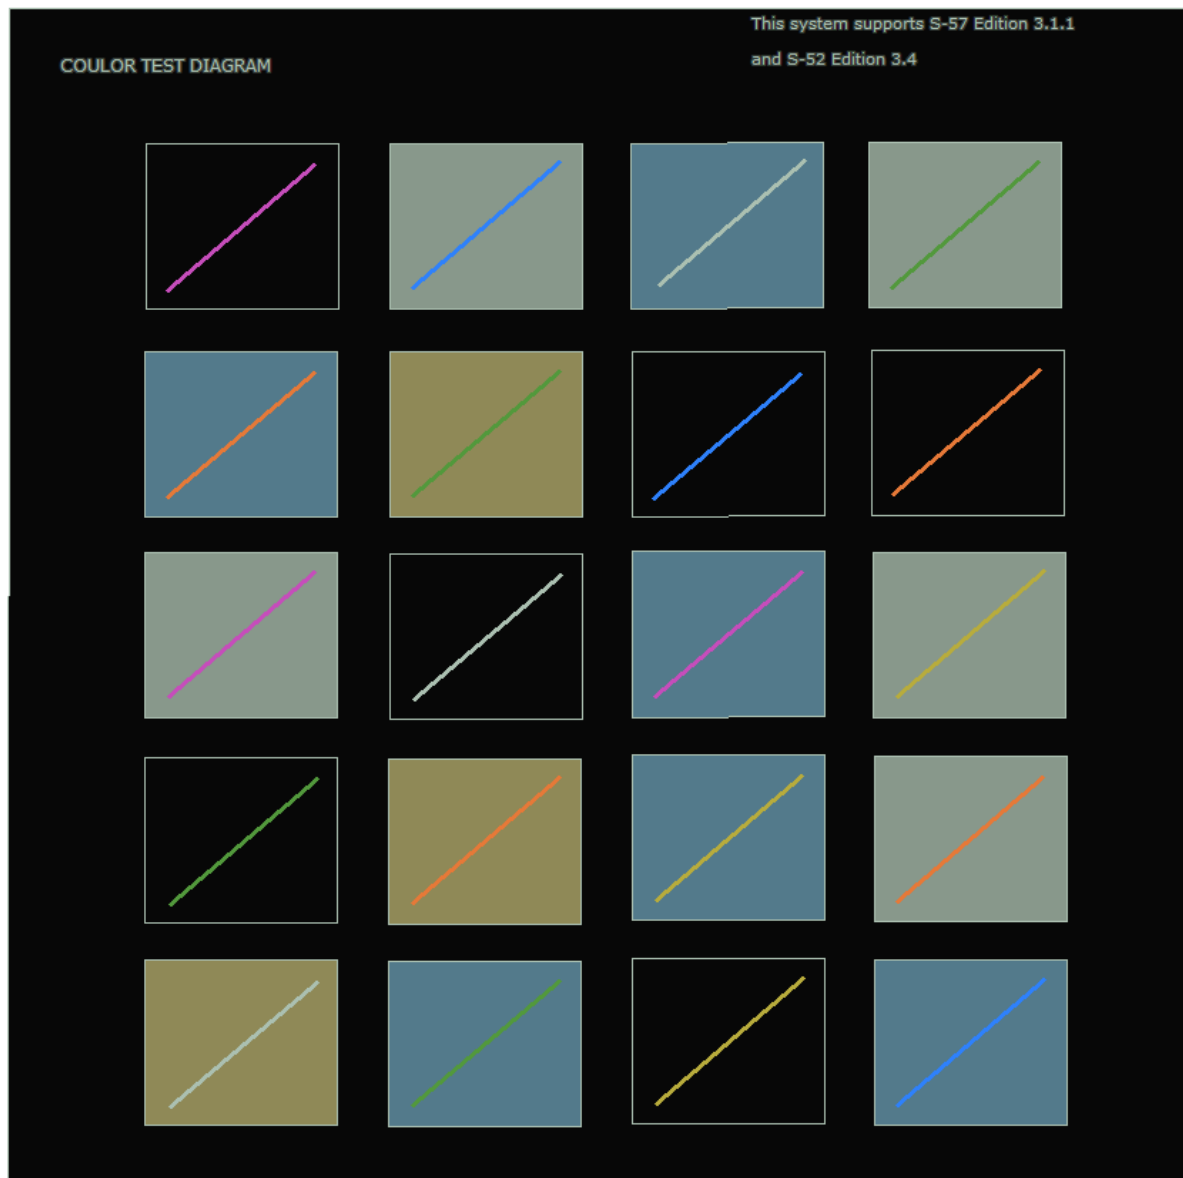 This system supports S-57 Edition 3.1.1
and S-52 Edition 3.4
COULOR TEST DIAGRAM